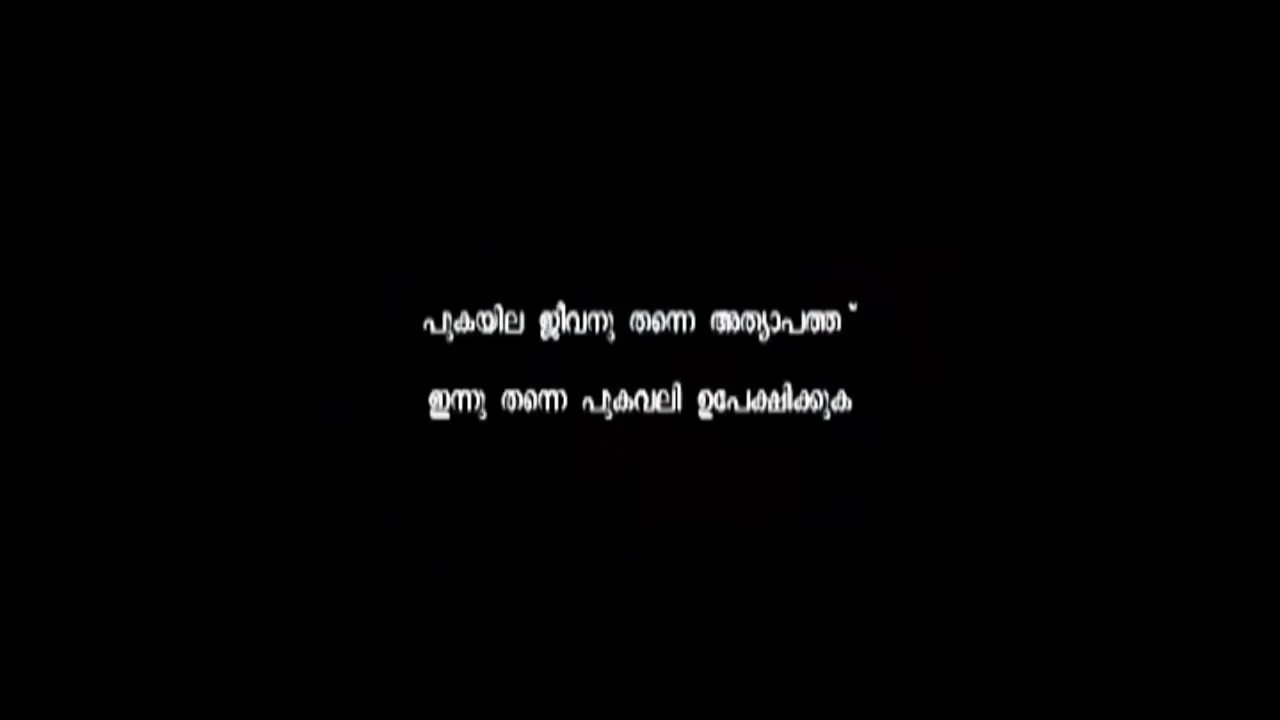 പുകയില ജീവനു തന്നെ അത്യാപത്ത്
ഇന്നു തന്നെ പുകവലി ഉപേക്ഷിക്കുക